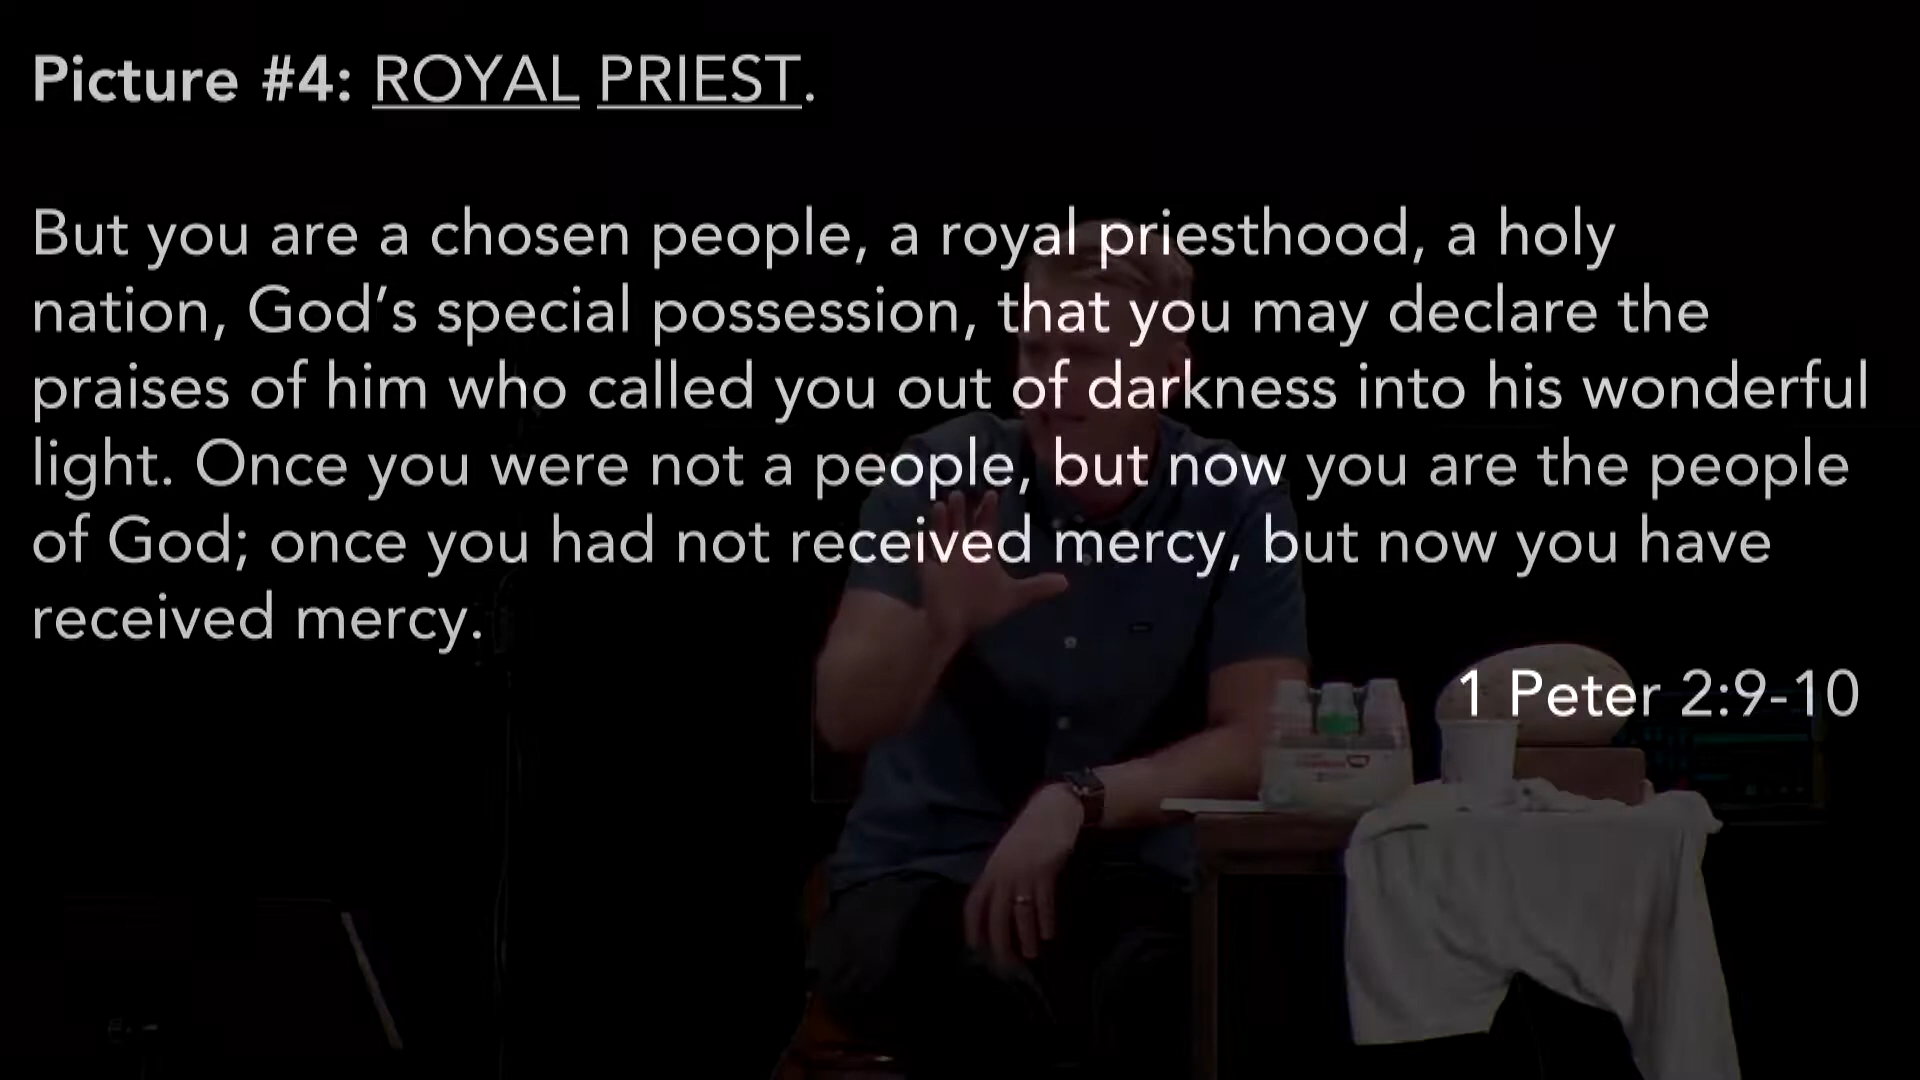 Picture #4: ROYAL PRIEST.
But you are a chosen people, a royal priesthood, a holy
nation, God’s special possession, that you may declare the
praises of him who called you out of darkness into his wonderful
light. Once you were not a people, but now you are the people
of God; once you had not received mercy, but now you have
received mercy.
1 Peter 2:9-10